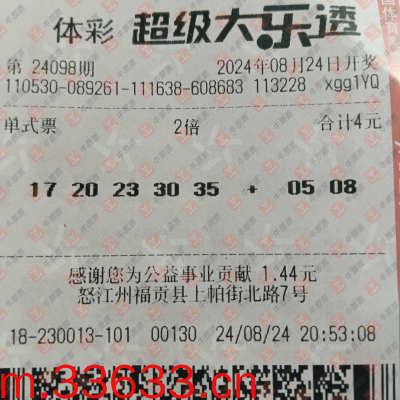 体彩 超级大乐透
第 24098期 2024年08月24日开奖
110530-089261-111638-608683 113228 xgg1YQ
单式票 2倍 合计4元
17 20 23 30 35 + 05 08
感谢您为公益事业贡献 1.44元
怒江州福贡县上帕街北路7号
18-230013-101 00130 24/08/24 20:53:08
m.33633.cn